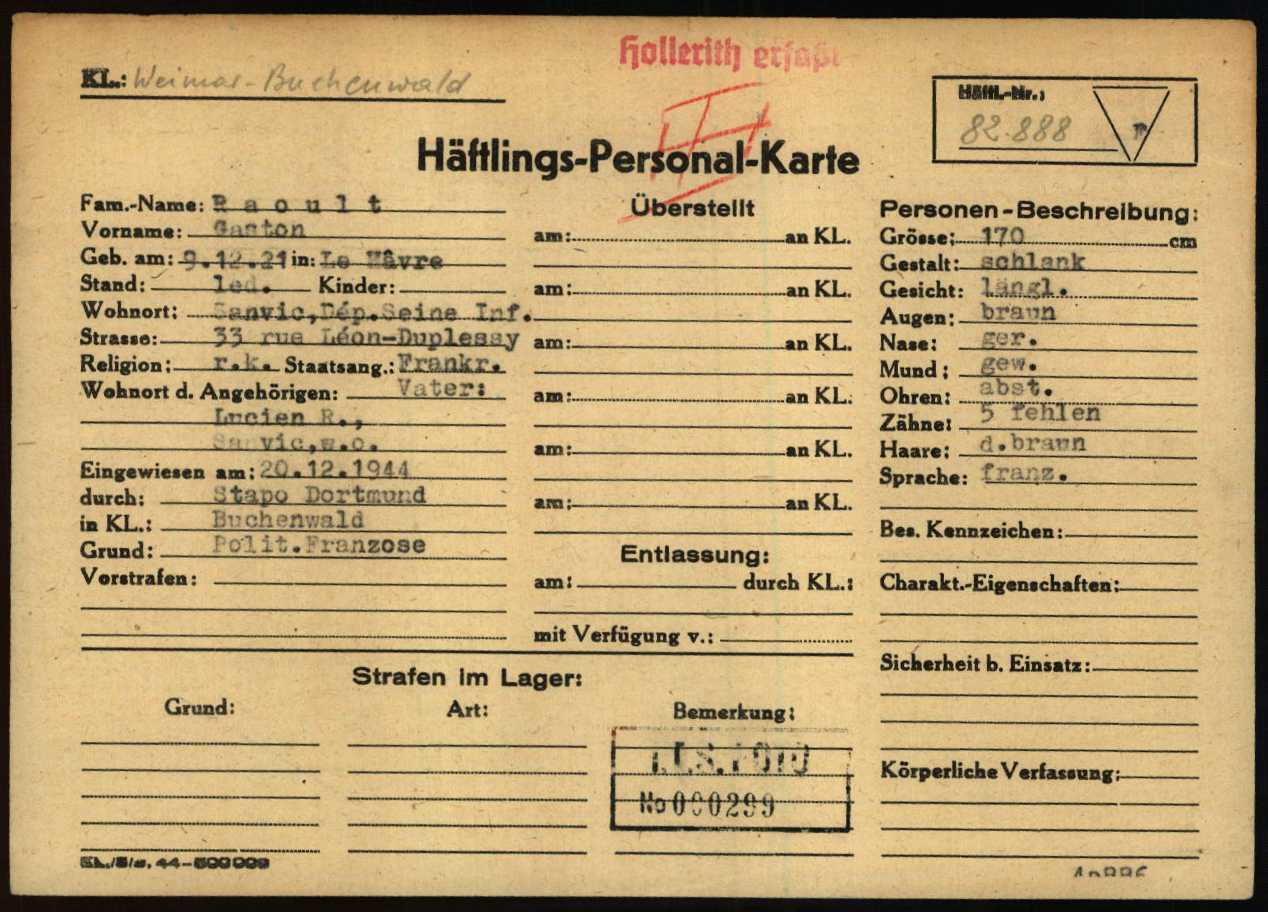 Hollerith erfaßt
KL.: Weimar-Buchenwald
Häftl.-Nr.:
82.888
F
Häftlings-Personal-Karte
Fam.-Name: Raoult
Vorname: Gaston
Geb. am: 9.12.21 in: Le Hâvre
Stand: led. Kinder:
Wohnort: Sanvic,Dép.Seine Inf.
Strasse: 33 rue Léon-Duplessy
Religion: r.k. Staatsang.: Frankr.
Wohnort d. Angehörigen: Vater:
Lucien R.,
Sanvic,w.o.
Eingewiesen am: 20.12.1944
durch: Stapo Dortmund
in KL.: Buchenwald
Grund: Polit.Franzose
Vorstrafen:
Überstellt
am: an KL.
am: an KL.
am: an KL.
am: an KL.
am: an KL.
am: an KL.
Entlassung:
am: durch KL.:
mit Verfügung v.:
Personen-Beschreibung:
Grösse: 170 cm
Gestalt: schlank
Gesicht: längl.
Augen: braun
Nase: ger.
Mund: gew.
Ohren: abst.
Zähne: 5 fehlen
Haare: d.braun
Sprache: franz.
Bes. Kennzeichen:
Charakt.-Eigenschaften:
Sicherheit b. Einsatz:
Körperliche Verfassung:
Strafen im Lager:
Grund: Art: Bemerkung:
I.T.S. FOTO
No 000299